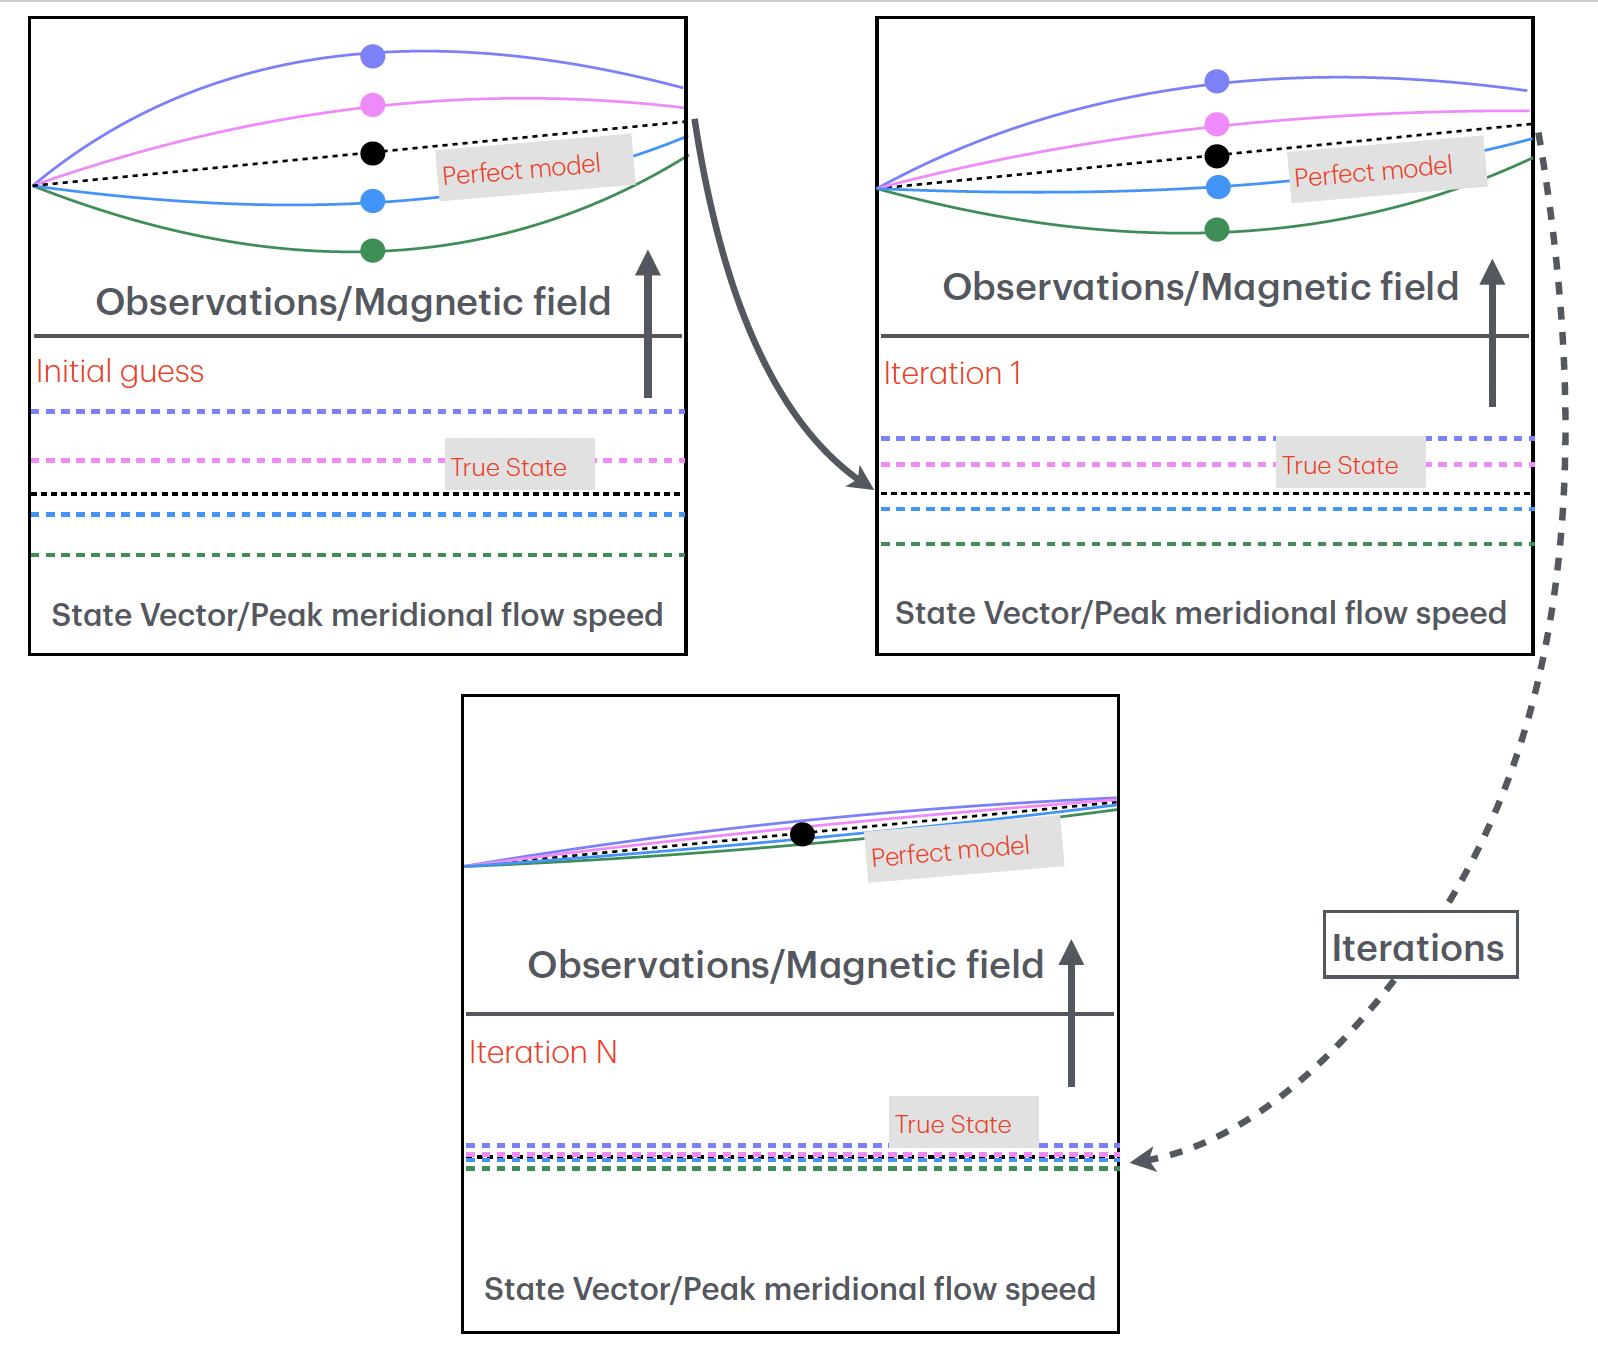 Perfect model
Observations/Magnetic field
Initial guess
True State
State Vector/Peak meridional flow speed
Perfect model
Observations/Magnetic field
Iteration 1
True State
State Vector/Peak meridional flow speed
Perfect model
Observations/Magnetic field
Iteration N
True State
State Vector/Peak meridional flow speed
Iterations